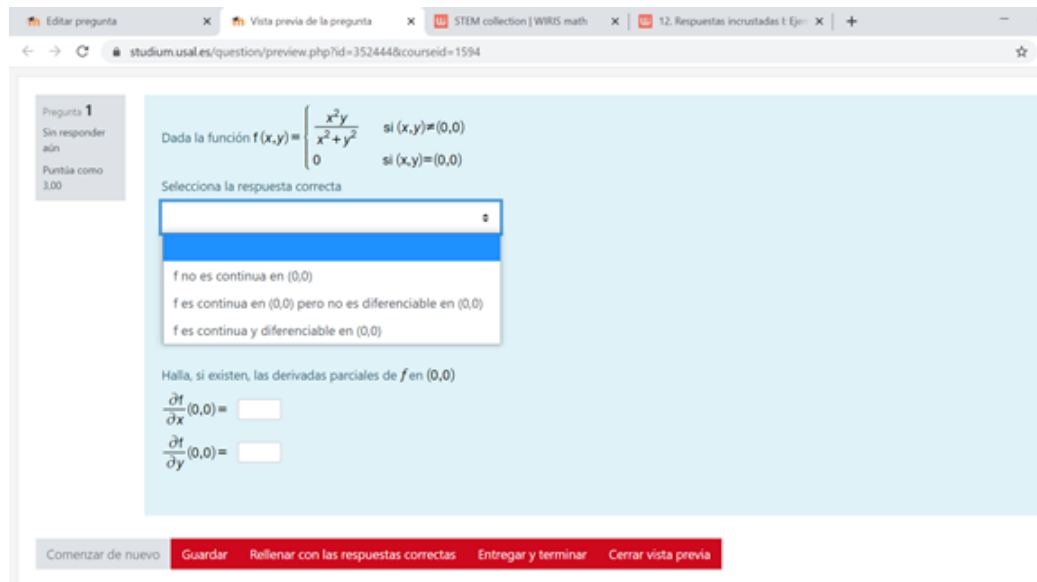 Editar pregunta
Vista previa de la pregunta
STEM collection | WIRIS math
12. Respuestas incrustadas I: Ejer
studium.usal.es/question/preview.php?id=352444&courseid=1594
Pregunta 1
Sin responder
aún
Puntúa como
3,00
Dada la función f(x,y) = { x²y / (x² + y²) si (x,y)≠(0,0)
0 si (x,y)=(0,0)
Selecciona la respuesta correcta
f no es continua en (0,0)
f es continua en (0,0) pero no es diferenciable en (0,0)
f es continua y diferenciable en (0,0)
Halla, si existen, las derivadas parciales de f en (0,0)
∂f/∂x (0,0) =
∂f/∂y (0,0) =
Comenzar de nuevo
Guardar
Rellenar con las respuestas correctas
Entregar y terminar
Cerrar vista previa